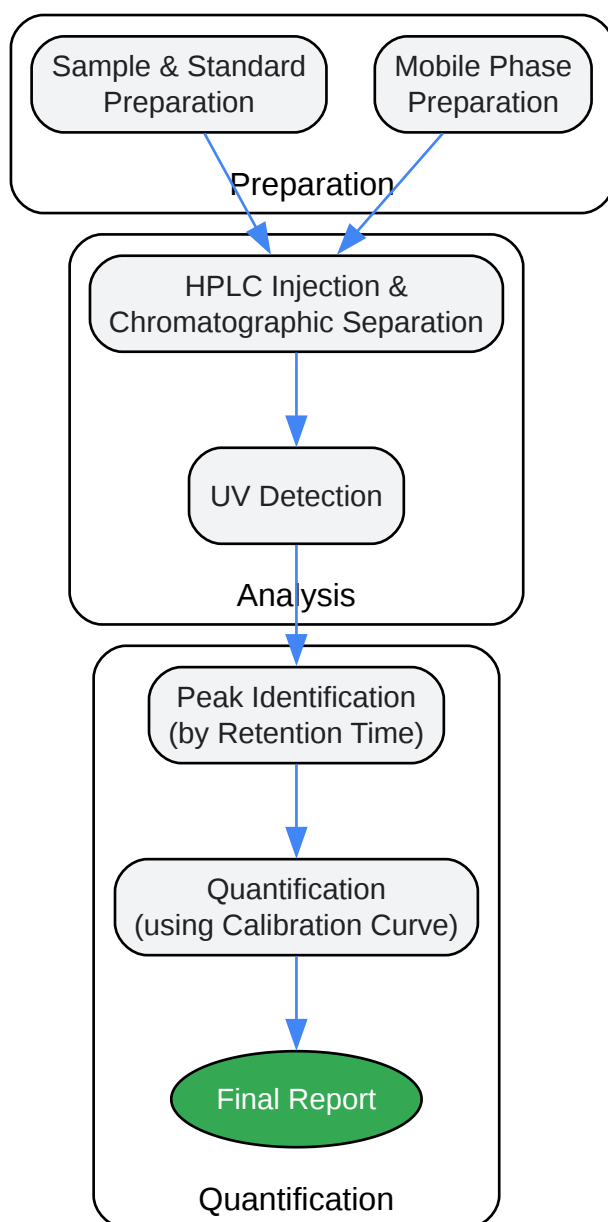 Sample & Standard
Preparation
Mobile Phase
Preparation
Preparation
HPLC Injection &
Chromatographic Separation
UV Detection
Analysis
Peak Identification
(by Retention Time)
Quantification
(using Calibration Curve)
Final Report
Quantification